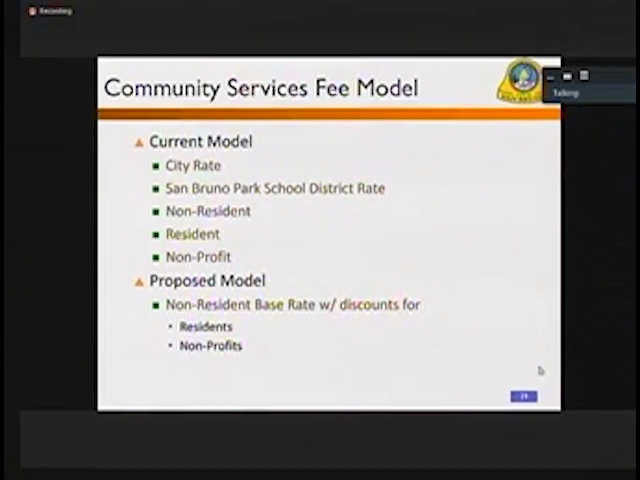 Recording
Community Services Fee Model
Talking:
Current Model
City Rate
San Bruno Park School District Rate
Non-Resident
Resident
Non-Profit
Proposed Model
Non-Resident Base Rate w/ discounts for
Residents
Non-Profits